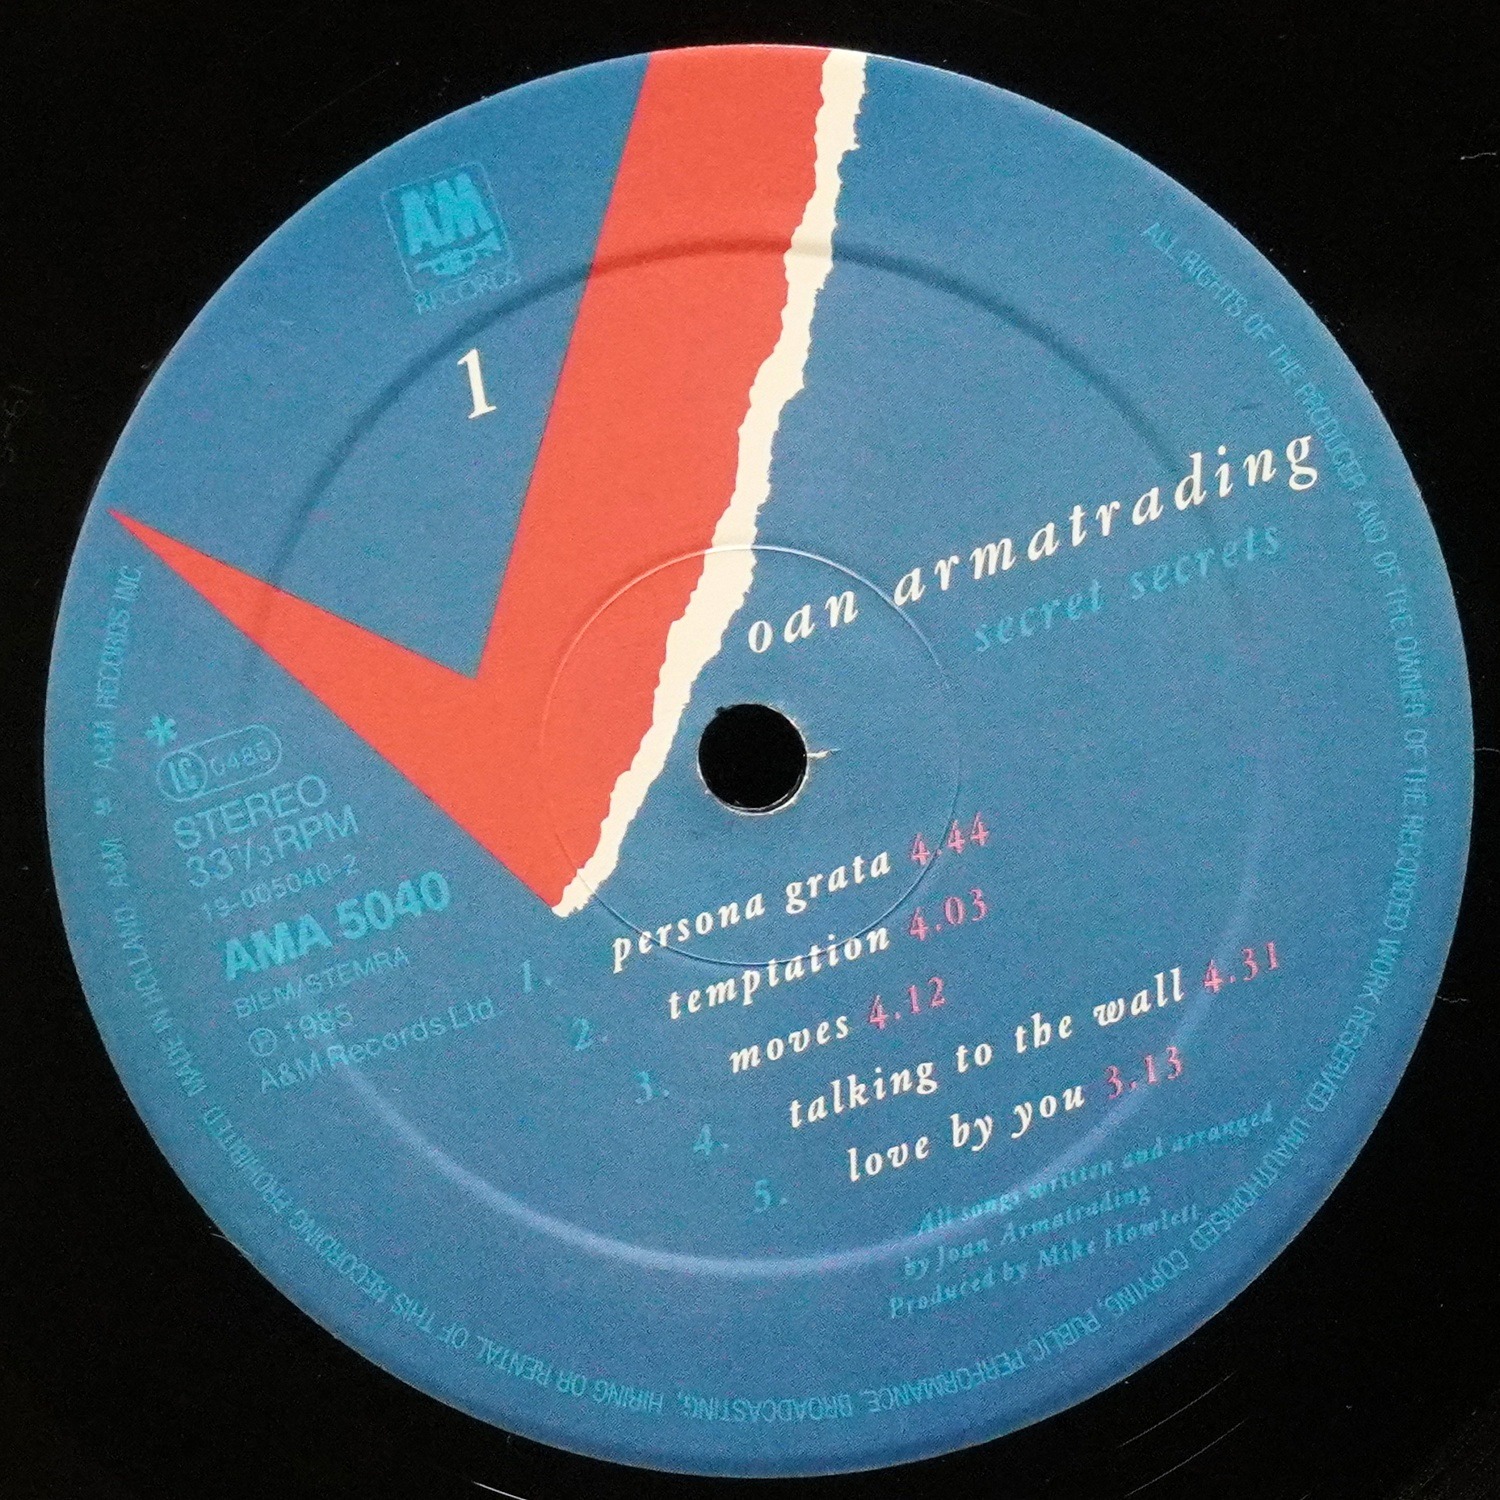 A&M
RECORDS
1
oan armatrading
secret secrets
*
LC 0485
STEREO
33⅓ RPM
19-005040-2
AMA 5040
BIEM/STEMRA
℗ 1985
A&M Records Ltd.
1. persona grata 4.44
2. temptation 4.03
3. moves 4.12
4. talking to the wall 4.31
5. love by you 3.13
All songs written and arranged
by Joan Armatrading
Produced by Mike Howlett
ALL RIGHTS OF THE PRODUCER AND OF THE OWNER OF THE RECORDED WORK RESERVED. UNAUTHORISED COPYING, PUBLIC PERFORMANCE, BROADCASTING, HIRING OR RENTAL OF THIS RECORDING PROHIBITED. MADE IN HOLLAND A&M ® A&M RECORDS INC